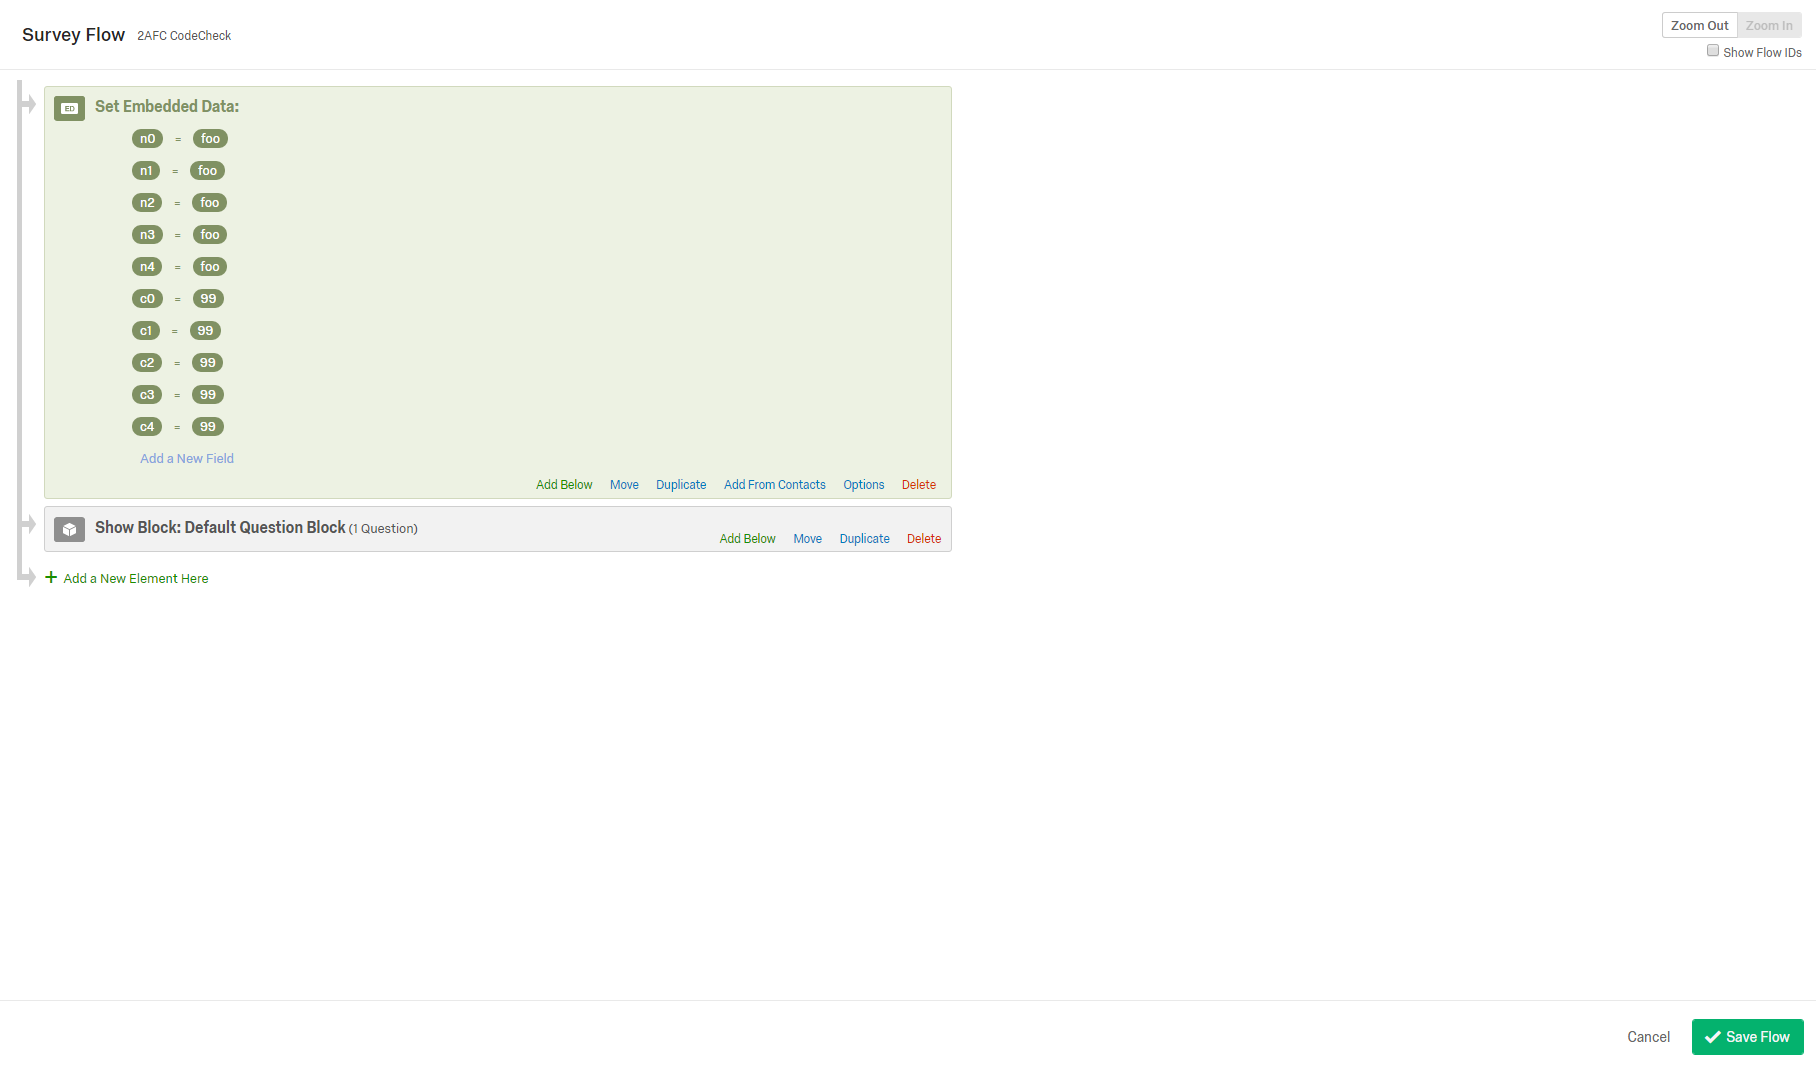 Survey Flow 2AFC CodeCheck
Zoom Out Zoom In
Show Flow IDs
ED Set Embedded Data:
n0 = foo
n1 = foo
n2 = foo
n3 = foo
n4 = foo
c0 = 99
c1 = 99
c2 = 99
c3 = 99
c4 = 99
Add a New Field
Add Below Move Duplicate Add From Contacts Options Delete
Show Block: Default Question Block (1 Question)
Add Below Move Duplicate Delete
+ Add a New Element Here
Cancel Save Flow